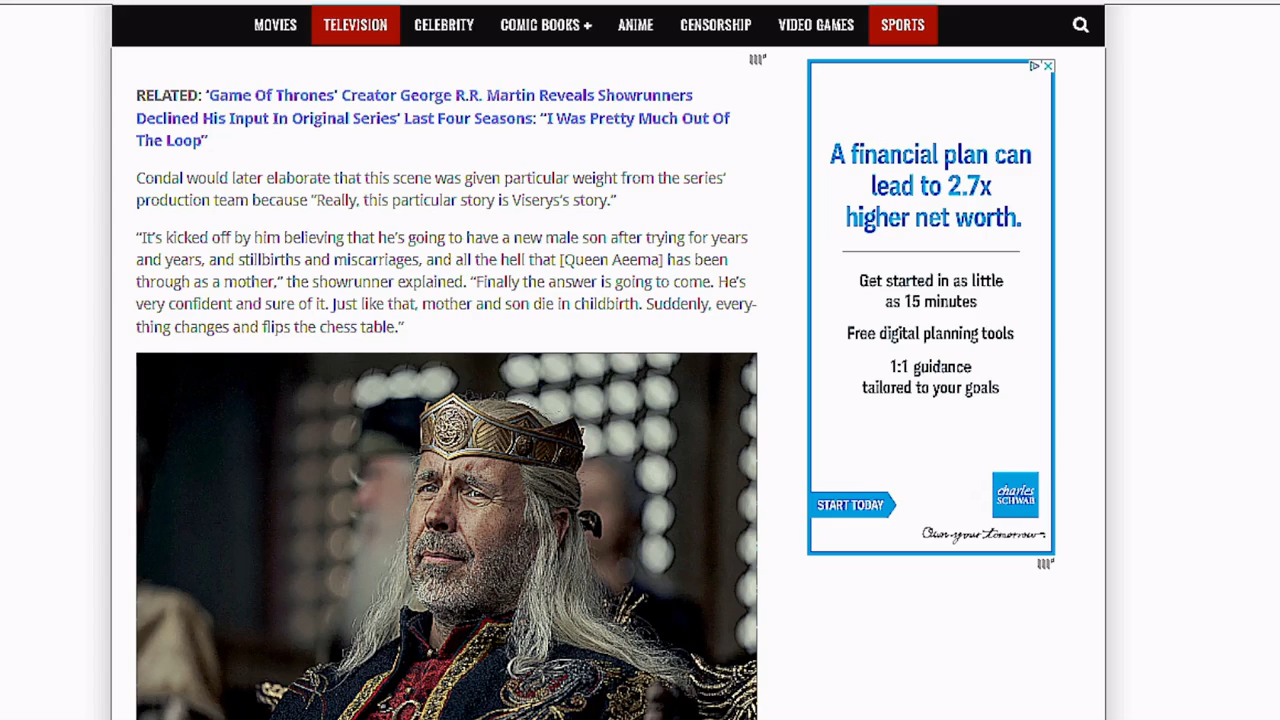 MOVIES TELEVISION CELEBRITY COMIC BOOKS + ANIME CENSORSHIP VIDEO GAMES SPORTS
RELATED: ‘Game Of Thrones’ Creator George R.R. Martin Reveals Showrunners
Declined His Input In Original Series’ Last Four Seasons: “I Was Pretty Much Out Of
The Loop”
Condal would later elaborate that this scene was given particular weight from the series’
production team because “Really, this particular story is Viserys’s story.”
“It’s kicked off by him believing that he’s going to have a new male son after trying for years
and years, and stillbirths and miscarriages, and all the hell that [Queen Aeema] has been
through as a mother,” the showrunner explained. “Finally the answer is going to come. He’s
very confident and sure of it. Just like that, mother and son die in childbirth. Suddenly, every-
thing changes and flips the chess table.”
A financial plan can
lead to 2.7x
higher net worth.
Get started in as little
as 15 minutes
Free digital planning tools
1:1 guidance
tailored to your goals
START TODAY
charles
SCHWAB
Own your tomorrow